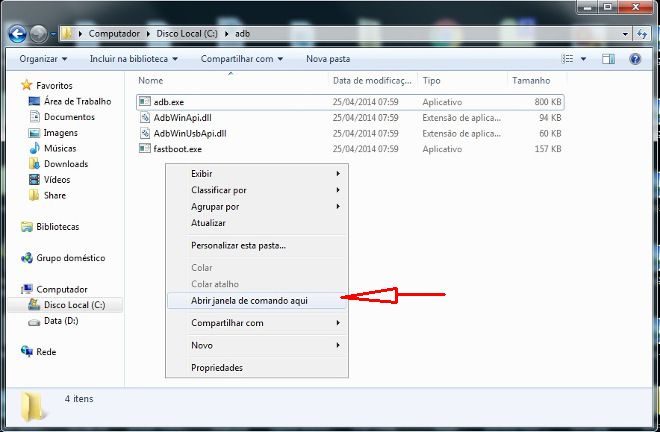 Computador ▸ Disco Local (C:) ▸ adb
Organizar Incluir na biblioteca Compartilhar com Nova pasta
Favoritos
Área de Trabalho
Documentos
Imagens
Músicas
Downloads
Vídeos
Share
Bibliotecas
Grupo doméstico
Computador
Disco Local (C:)
Data (D:)
Rede
Nome Data de modificaç... Tipo Tamanho
adb.exe 25/04/2014 07:59 Aplicativo 800 KB
AdbWinApi.dll 25/04/2014 07:59 Extensão de aplica... 94 KB
AdbWinUsbApi.dll 25/04/2014 07:59 Extensão de aplica... 60 KB
fastboot.exe 25/04/2014 07:59 Aplicativo 157 KB
Exibir
Classificar por
Agrupar por
Atualizar
Personalizar esta pasta...
Colar
Colar atalho
Abrir janela de comando aqui
Compartilhar com
Novo
Propriedades
4 itens